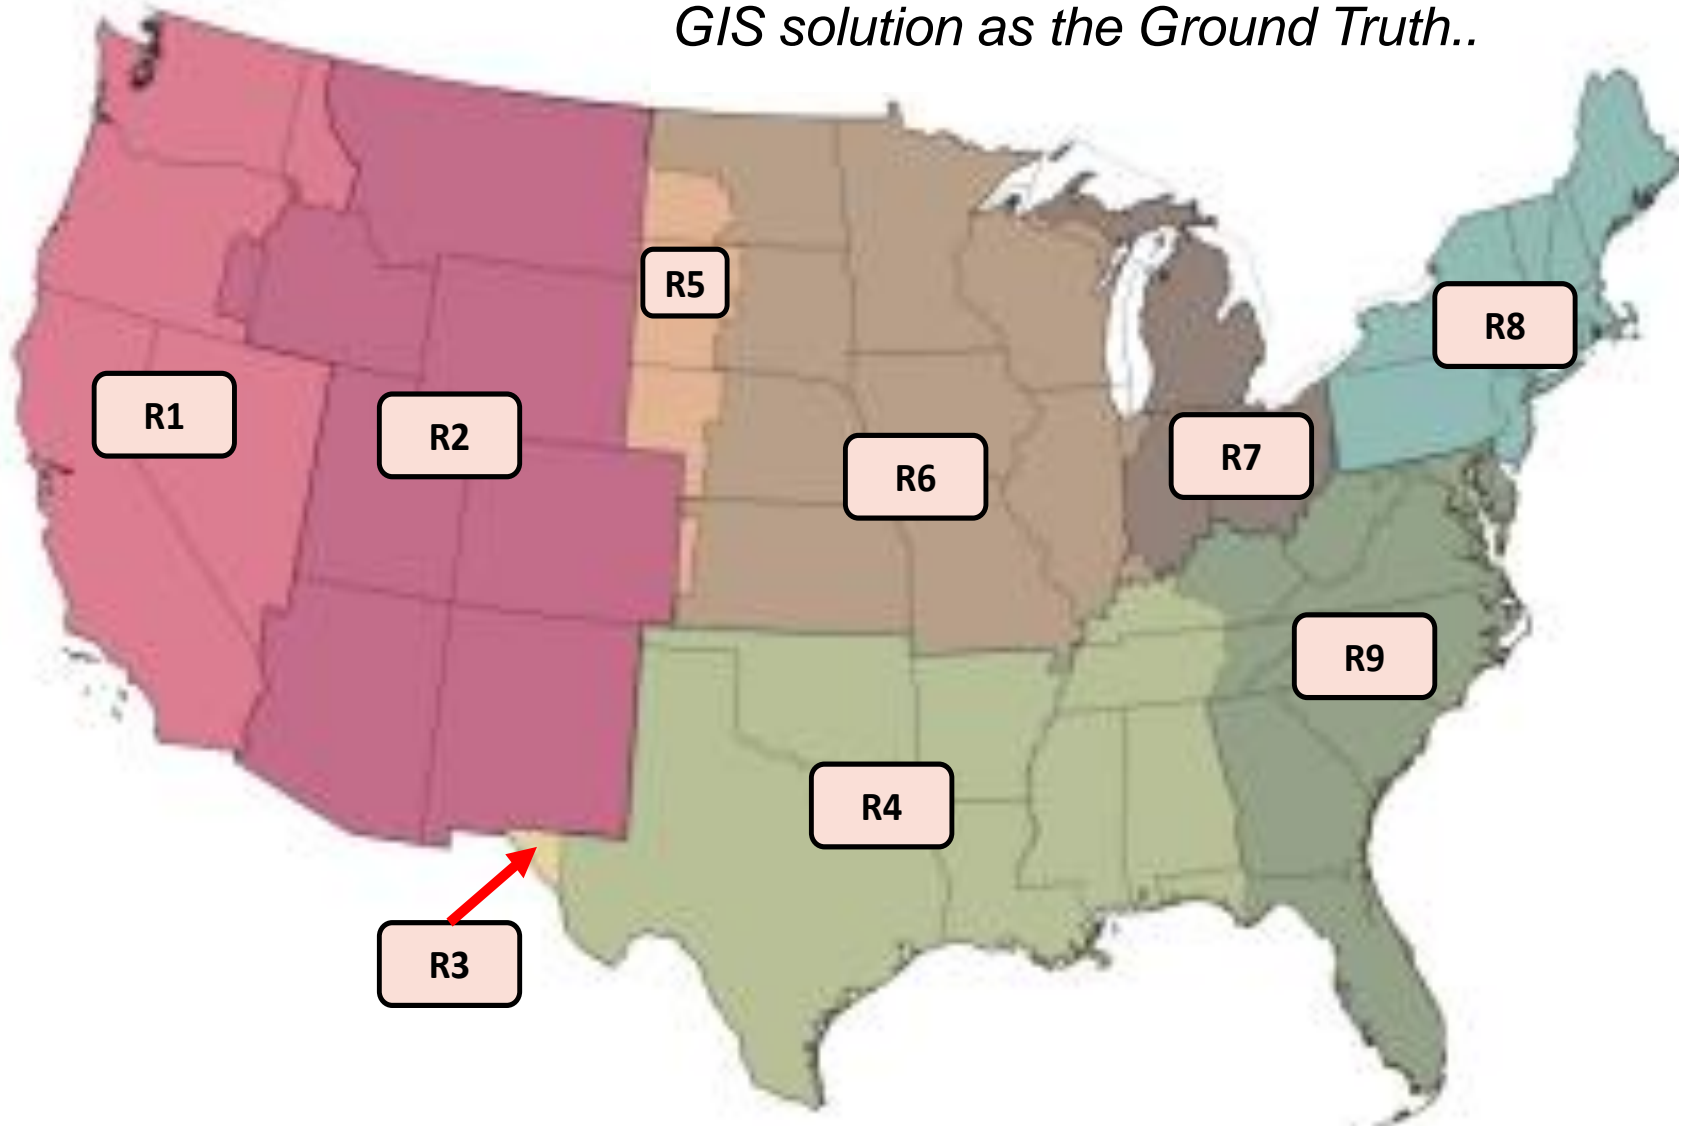 GIS solution as the Ground Truth..
R5
R8
R1
R2
R6
R7
R9
R4
R3